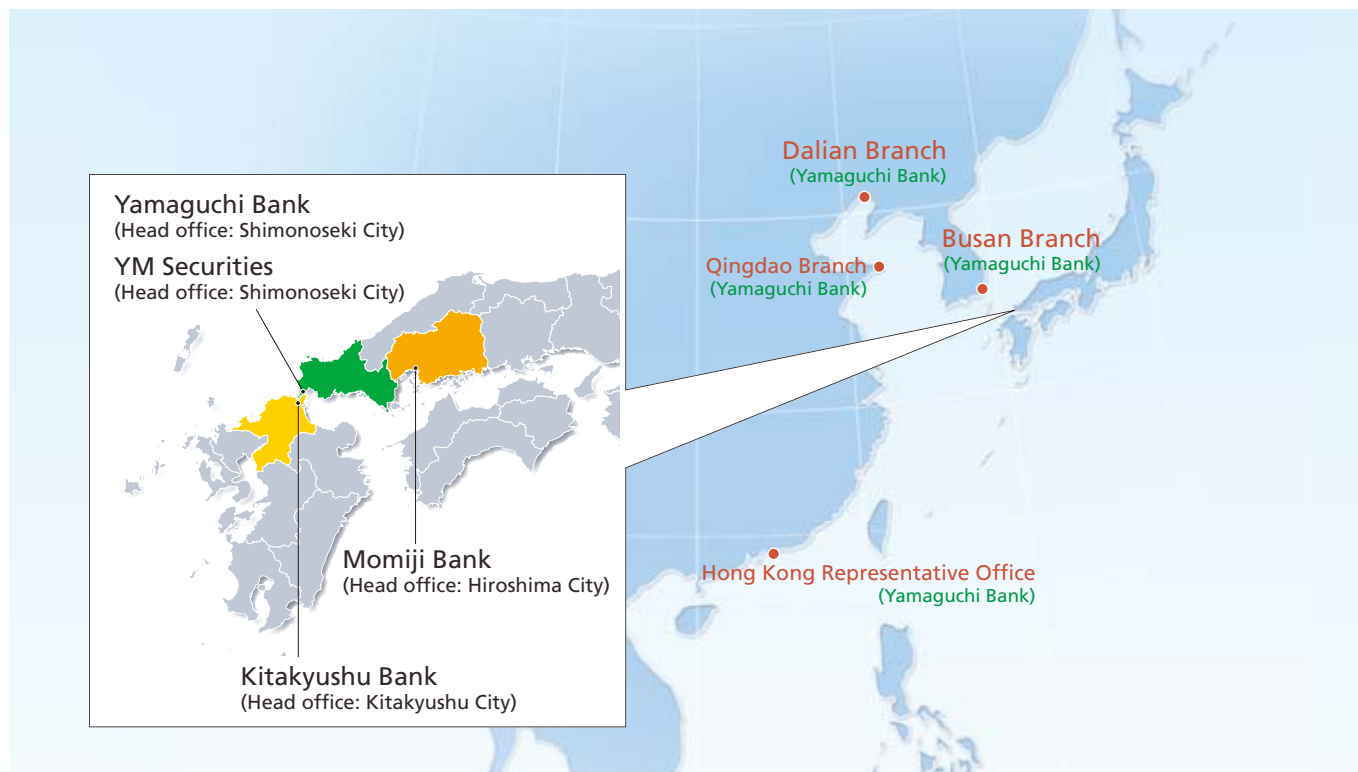 Yamaguchi Bank
(Head office: Shimonoseki City)
YM Securities
(Head office: Shimonoseki City)
Momiji Bank
(Head office: Hiroshima City)
Kitakyushu Bank
(Head office: Kitakyushu City)
Dalian Branch
(Yamaguchi Bank)
Busan Branch
(Yamaguchi Bank)
Qingdao Branch
(Yamaguchi Bank)
Hong Kong Representative Office
(Yamaguchi Bank)